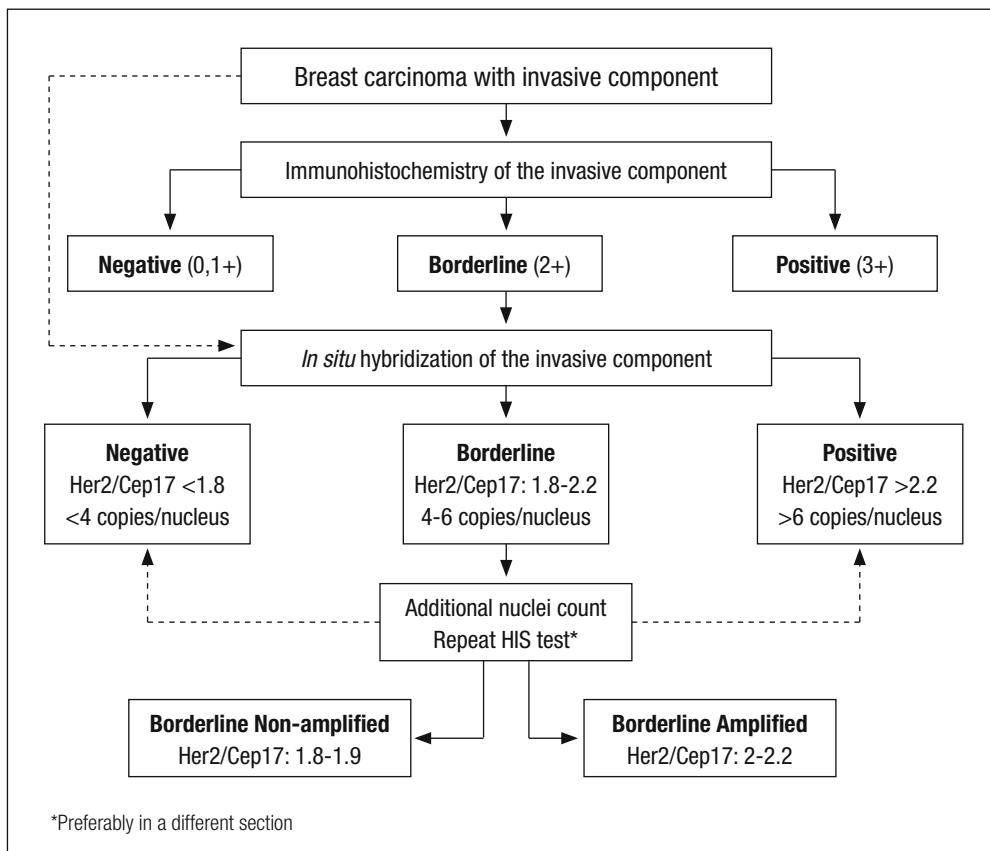 Breast carcinoma with invasive component
Immunohistochemistry of the invasive component
Negative (0,1+)
Borderline (2+)
Positive (3+)
In situ hybridization of the invasive component
Negative
Her2/Cep17 <1.8
<4 copies/nucleus
Borderline
Her2/Cep17: 1.8-2.2
4-6 copies/nucleus
Positive
Her2/Cep17 >2.2
>6 copies/nucleus
Additional nuclei count
Repeat HIS test*
Borderline Non-amplified
Her2/Cep17: 1.8-1.9
Borderline Amplified
Her2/Cep17: 2-2.2
*Preferably in a different section